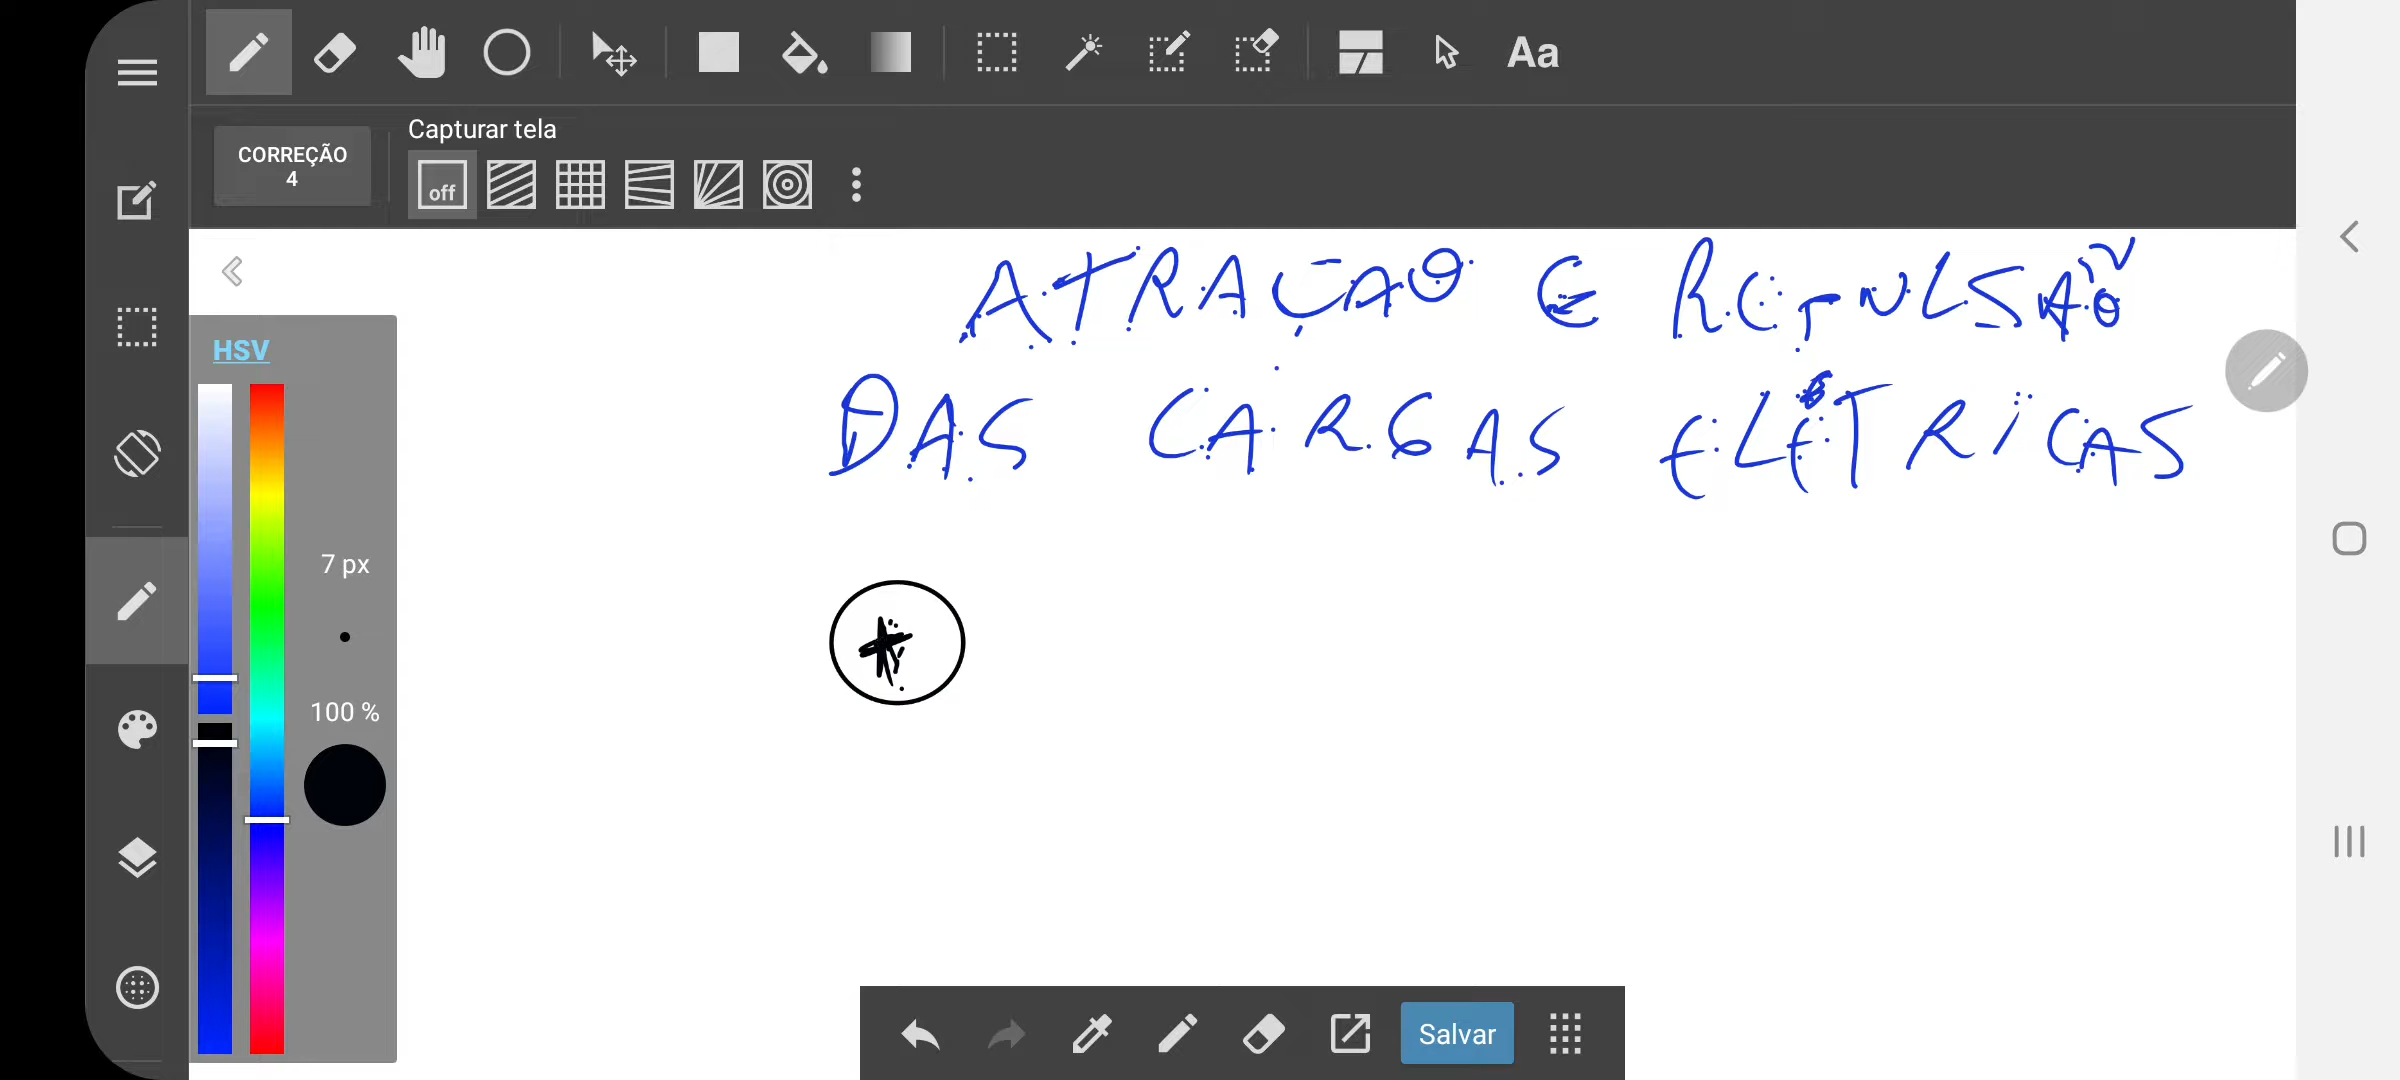 Aa
Capturar tela
CORREÇÃO
4
off
ATRAÇÃO E REPULSÃO
DAS CARGAS ELÉTRICAS
HSV
7 px
+
100 %
Salvar